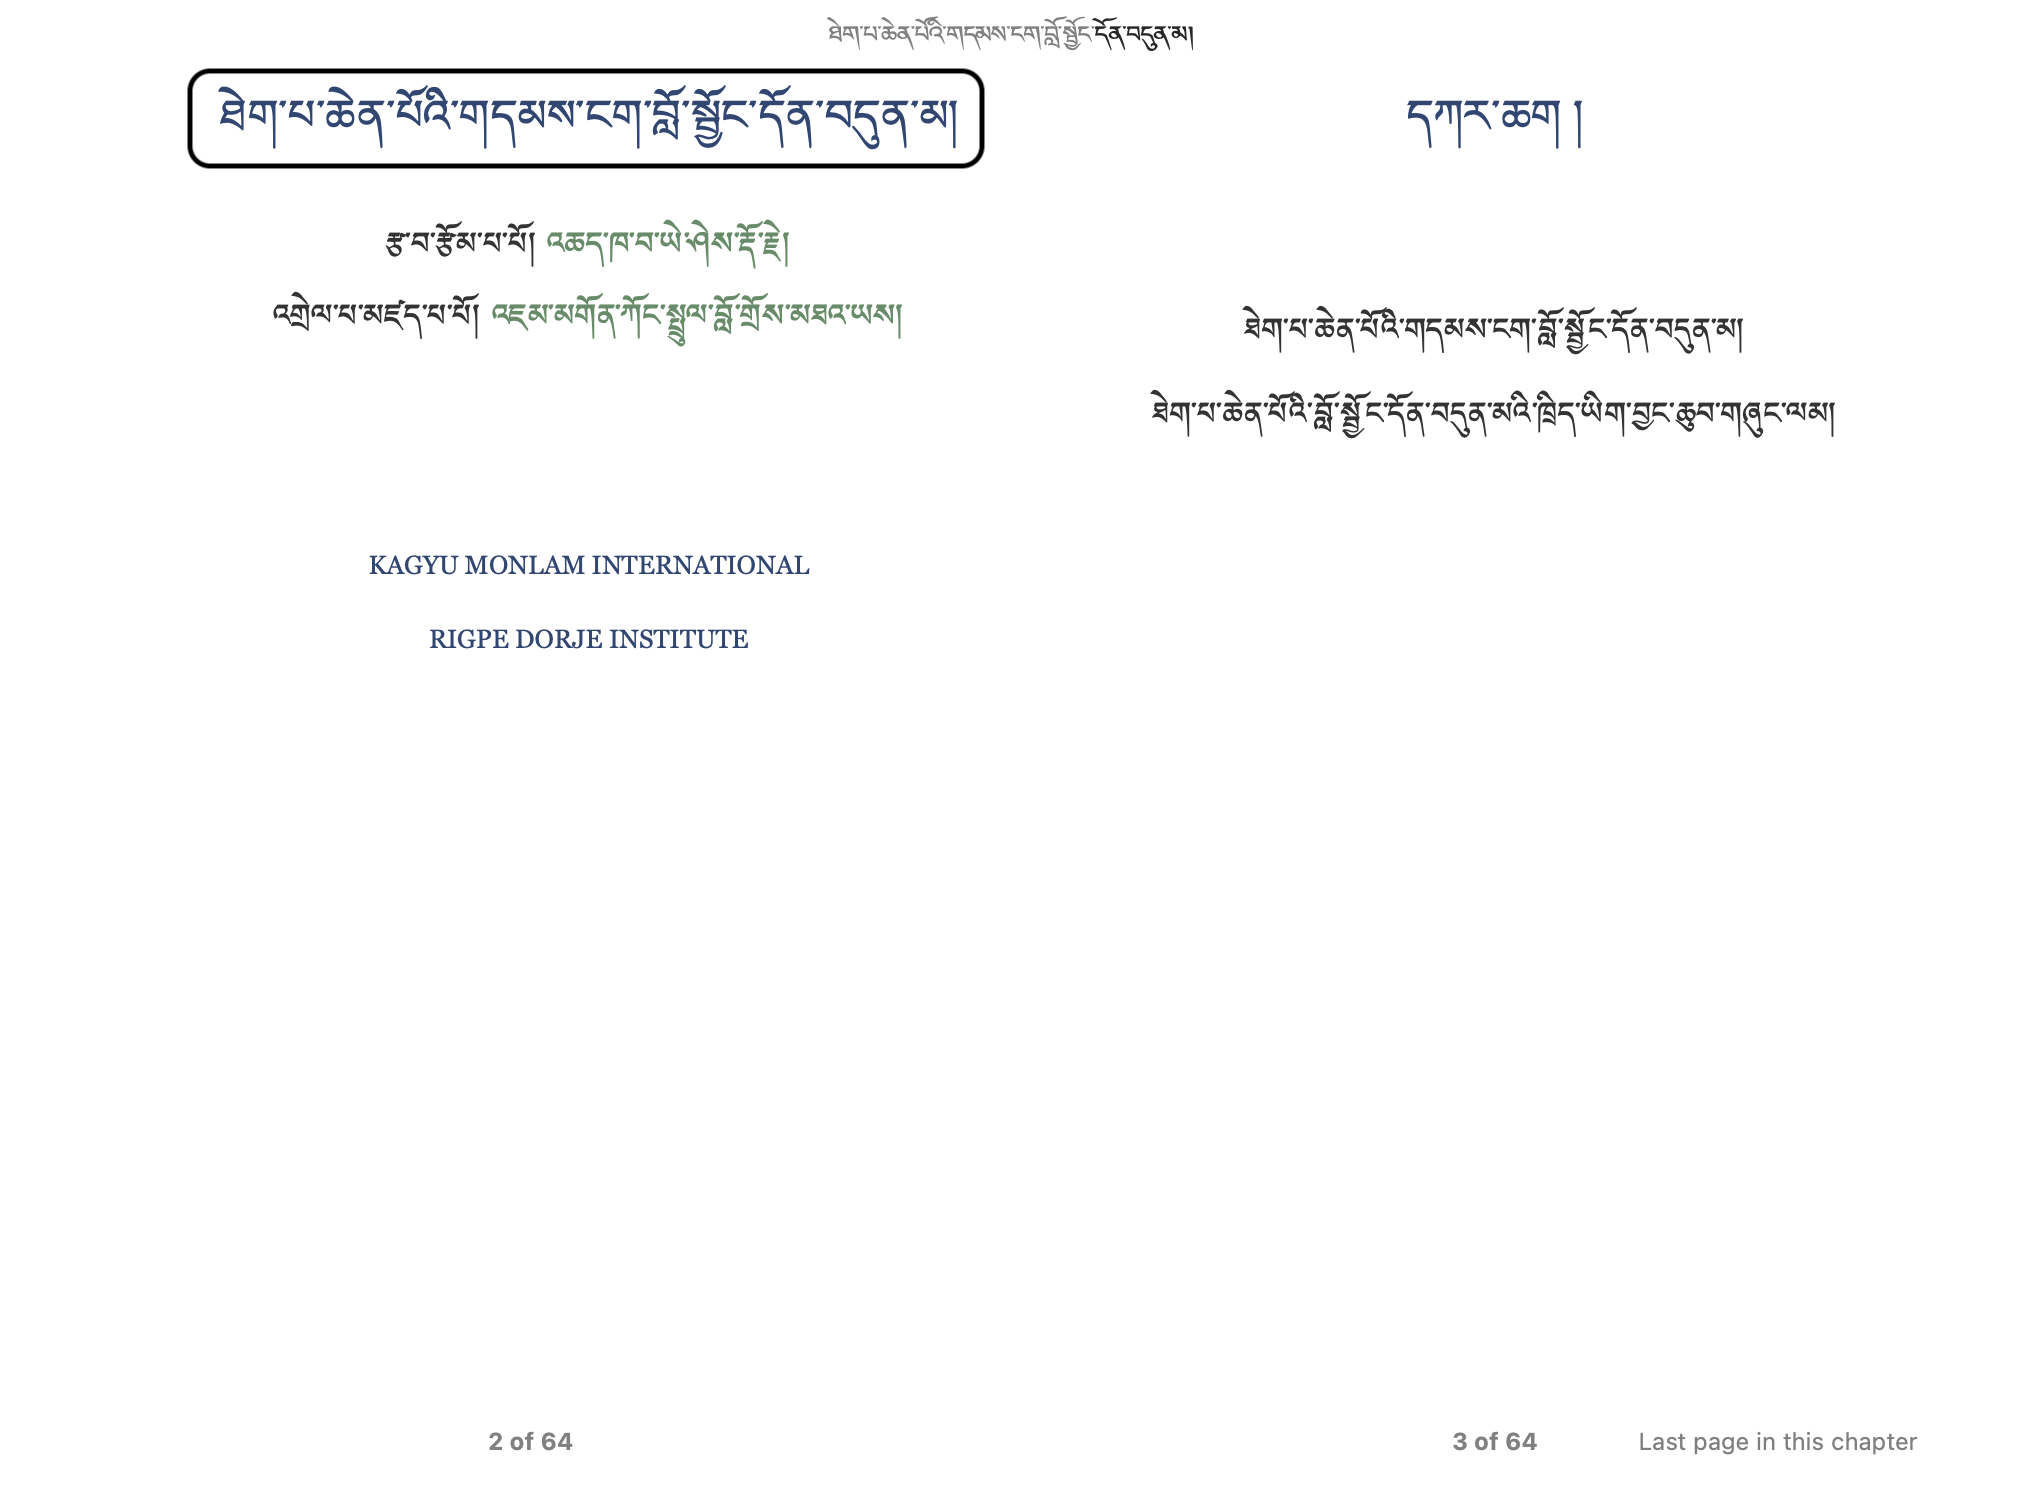 ཐེག་པ་ཆེན་པོའི་གདམས་ངག་བློ་སྦྱོང་དོན་བདུན་མ།
ཐེག་པ་ཆེན་པོའི་གདམས་ངག་བློ་སྦྱོང་དོན་བདུན་མ།
རྩ་བ་རྩོམ་པ་པོ། འཆད་ཁ་བ་ཡེ་ཤེས་རྡོ་རྗེ།
འགྲེལ་པ་མཛད་པ་པོ། འཇམ་མགོན་ཀོང་སྤྲུལ་བློ་གྲོས་མཐའ་ཡས།
KAGYU MONLAM INTERNATIONAL
RIGPE DORJE INSTITUTE
2 of 64
དཀར་ཆག །
ཐེག་པ་ཆེན་པོའི་གདམས་ངག་བློ་སྦྱོང་དོན་བདུན་མ།
ཐེག་པ་ཆེན་པོའི་བློ་སྦྱོང་དོན་བདུན་མའི་ཁྲིད་ཡིག་བྱང་ཆུབ་གཞུང་ལམ།
3 of 64 Last page in this chapter